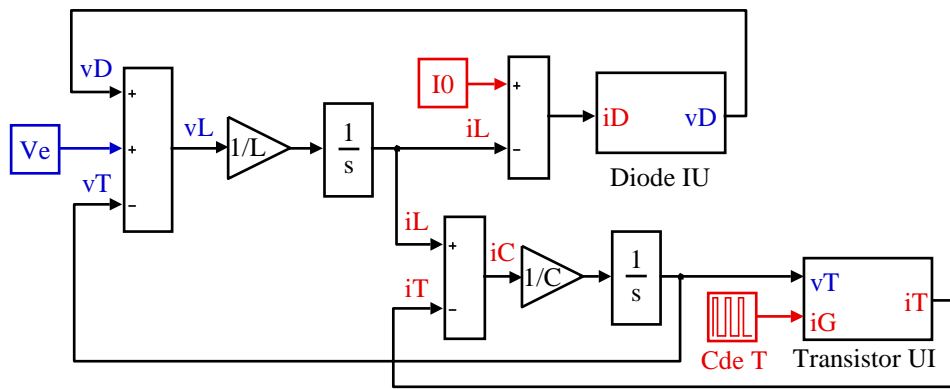 vD
+
I0
+
Ve
vL
+
1/L
1
s
iL
−
iD
vD
Diode IU
vT
−
iL
+
iC
1/C
1
s
vT
iT
iT
−
iG
Cde T
Transistor UI